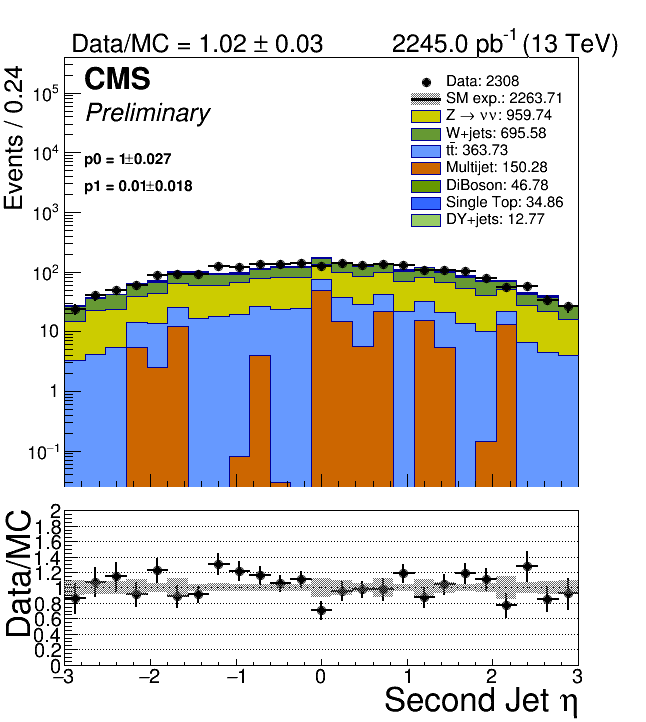 Data/MC = 1.02 ± 0.03
2245.0 pb⁻¹ (13 TeV)
CMS
Preliminary
p0 = 1±0.027
p1 = 0.01±0.018
Data: 2308
SM exp.: 2263.71
Z → νν: 959.74
W+jets: 695.58
tt̄: 363.73
Multijet: 150.28
DiBoson: 46.78
Single Top: 34.86
DY+jets: 12.77
Events / 0.24
10⁵
10⁴
10³
10²
10
1
10⁻¹
Data/MC
2
1.8
1.6
1.4
1.2
1
0.8
0.6
0.4
0.2
0
−3 −2 −1 0 1 2 3
Second Jet η